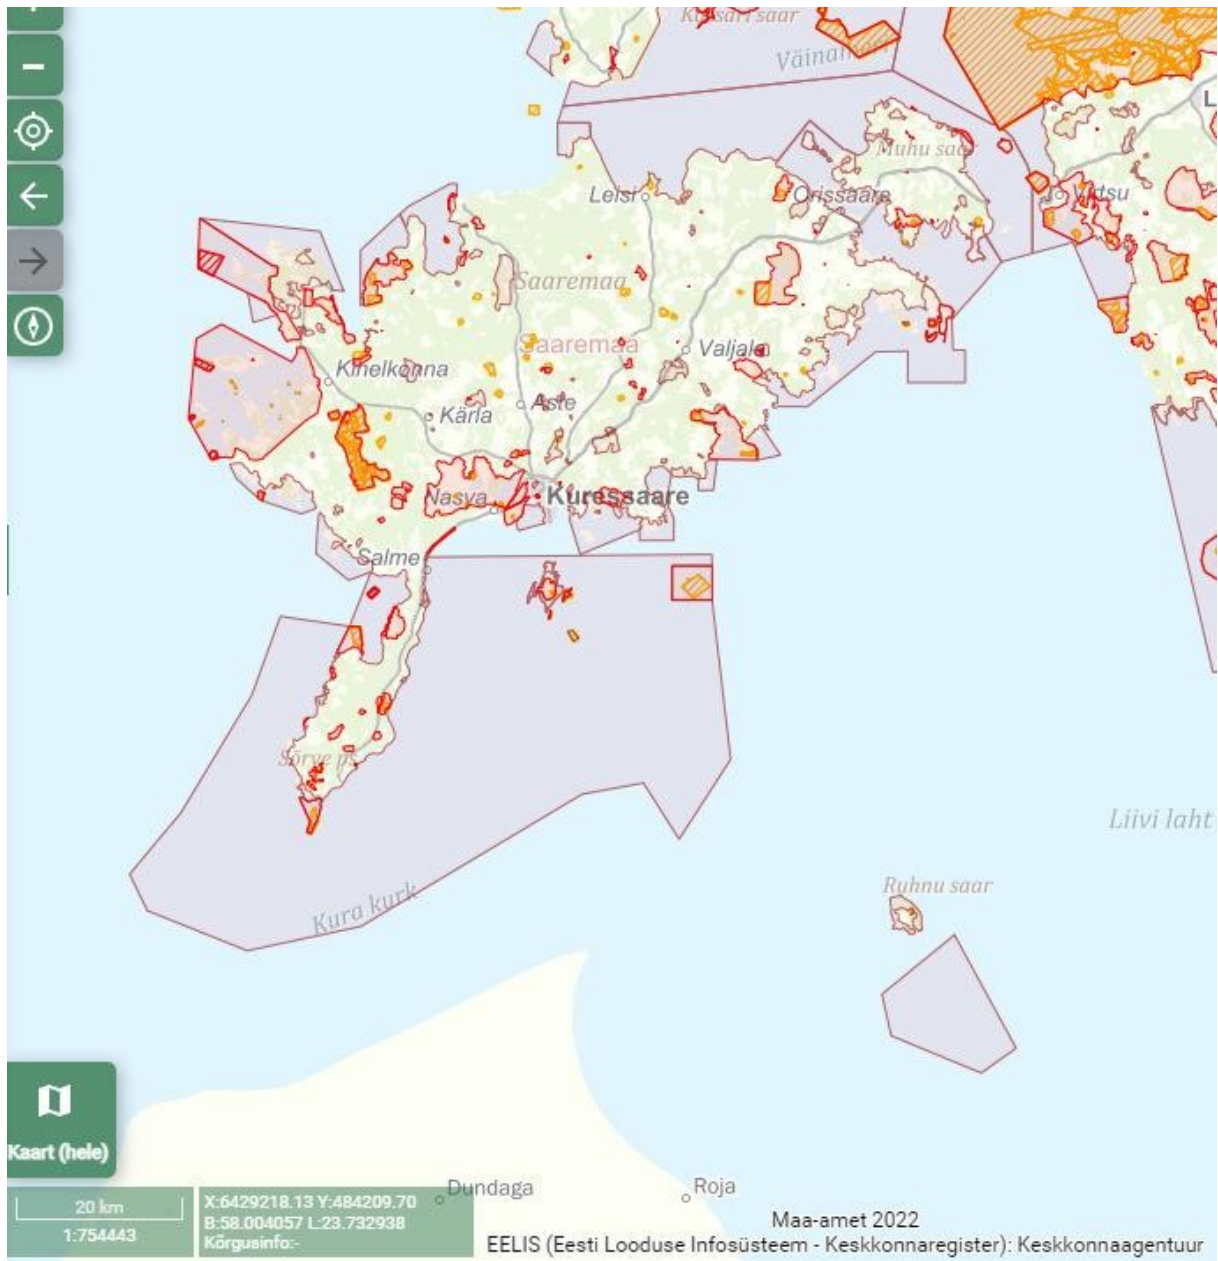 Kassari saar
Väinameri
L
Muhu saar
Leisi
Orissaare
Virtsu
Saaremaa
Saaremaa
Valjala
Kihelkonna
Aste
Kärla
Nasva
Kuressaare
Salme
Sõrve ps
Liivi laht
Ruhnu saar
Kura kurk
Kaart (hele)
Dundaga
Roja
20 km
1:754443
X:6429218.13 Y:484209.70
B:58.004057 L:23.732938
Kõrgusinfo:-
Maa-amet 2022
EELIS (Eesti Looduse Infosüsteem - Keskkonnaregister): Keskkonnaagentuur